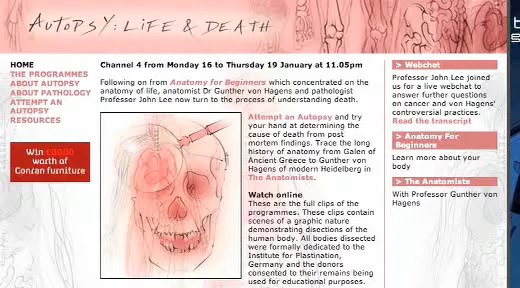 AUTOPSY: LIFE & DEATH
HOME
THE PROGRAMMES
ABOUT AUTOPSY
ABOUT PATHOLOGY
ATTEMPT AN
AUTOPSY
RESOURCES
Win £8000
worth of
Conran furniture
Channel 4 from Monday 16 to Thursday 19 January at 11.05pm
Following on from Anatomy for Beginners which concentrated on the
anatomy of life, anatomist Dr Gunther von Hagens and pathologist
Professor John Lee now turn to the process of understanding death.
Attempt an Autopsy and try
your hand at determining the
cause of death from post
mortem findings. Trace the long
history of anatomy from Galen of
Ancient Greece to Gunther von
Hagens of modern Heidelberg in
The Anatomists.
Watch online
These are the full clips of the
programmes. These clips contain
scenes of a graphic nature
demonstrating disections of the
human body. All bodies dissected
were formally dedicated to the
Institute for Plastination,
Germany and the donors
consented to their remains being
used for educational purposes.
> Webchat
Professor John Lee joined
us for a live webchat to
answer further questions
on cancer and von Hagens'
controversial practices.
Read the transcript
> Anatomy For
Beginners
Learn more about your
body
> The Anatomists
With Professor Gunther von
Hagens